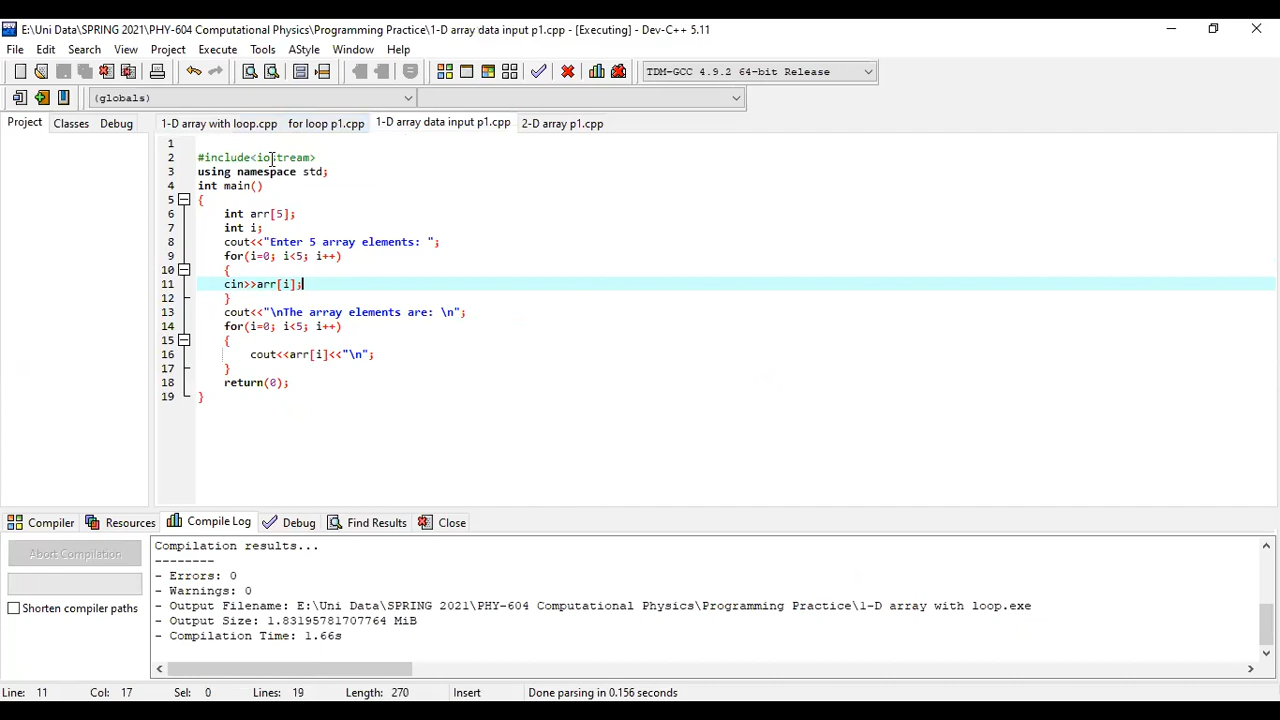 E:\Uni Data\SPRING 2021\PHY-604 Computational Physics\Programming Practice\1-D array data input p1.cpp - [Executing] - Dev-C++ 5.11
File Edit Search View Project Execute Tools AStyle Window Help
TDM-GCC 4.9.2 64-bit Release
(globals)
Project Classes Debug
1-D array with loop.cpp for loop p1.cpp 1-D array data input p1.cpp 2-D array p1.cpp
1
2 #include<iostream>
3 using namespace std;
4 int main()
5 {
6 int arr[5];
7 int i;
8 cout<<"Enter 5 array elements: ";
9 for(i=0; i<5; i++)
10 {
11 cin>>arr[i];
12 }
13 cout<<"\nThe array elements are: \n";
14 for(i=0; i<5; i++)
15 {
16 cout<<arr[i]<<"\n";
17 }
18 return(0);
19 }
Compiler Resources Compile Log Debug Find Results Close
Abort Compilation
Shorten compiler paths
Compilation results...
--------
- Errors: 0
- Warnings: 0
- Output Filename: E:\Uni Data\SPRING 2021\PHY-604 Computational Physics\Programming Practice\1-D array with loop.exe
- Output Size: 1.83195781707764 MiB
- Compilation Time: 1.66s
Line: 11 Col: 17 Sel: 0 Lines: 19 Length: 270 Insert Done parsing in 0.156 seconds